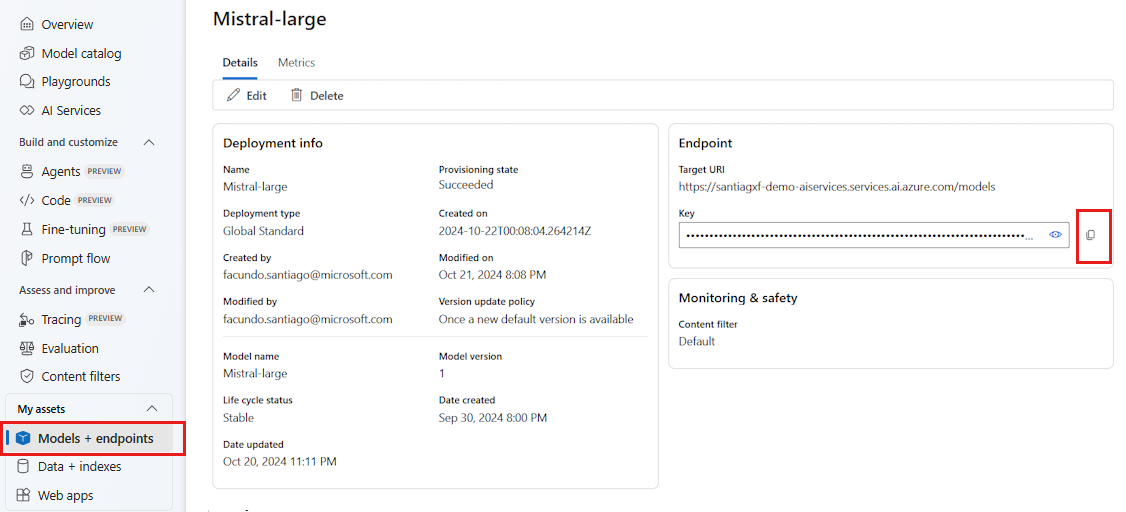 Overview
Model catalog
Playgrounds
AI Services
Build and customize
Agents PREVIEW
Code PREVIEW
Fine-tuning PREVIEW
Prompt flow
Assess and improve
Tracing PREVIEW
Evaluation
Content filters
My assets
Models + endpoints
Data + indexes
Web apps
Mistral-large
Details Metrics
Edit Delete
Deployment info
Name
Mistral-large
Provisioning state
Succeeded
Deployment type
Global Standard
Created on
2024-10-22T00:08:04.264214Z
Created by
facundo.santiago@microsoft.com
Modified on
Oct 21, 2024 8:08 PM
Modified by
facundo.santiago@microsoft.com
Version update policy
Once a new default version is available
Model name
Mistral-large
Model version
1
Life cycle status
Stable
Date created
Sep 30, 2024 8:00 PM
Date updated
Oct 20, 2024 11:11 PM
Endpoint
Target URI
https://santiagxf-demo-aiservices.services.ai.azure.com/models
Key
Monitoring & safety
Content filter
Default